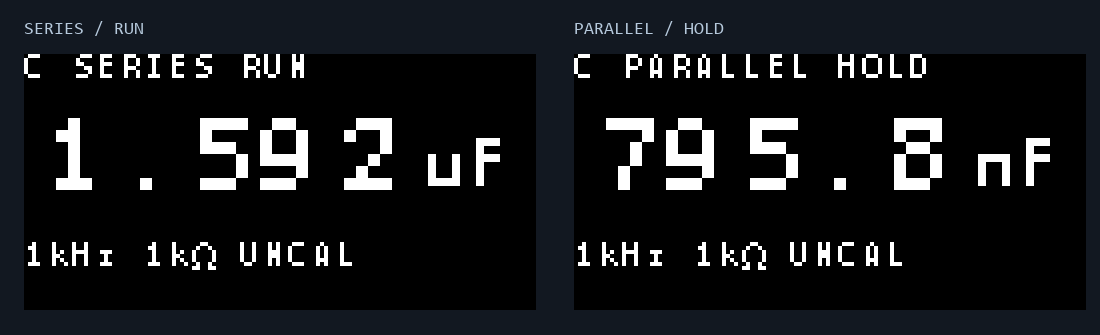 SERIES / RUN
C SERIES RUN
1.592 uF
1kHz 1kΩ UNCAL
PARALLEL / HOLD
C PARALLEL HOLD
795.8 nF
1kHz 1kΩ UNCAL